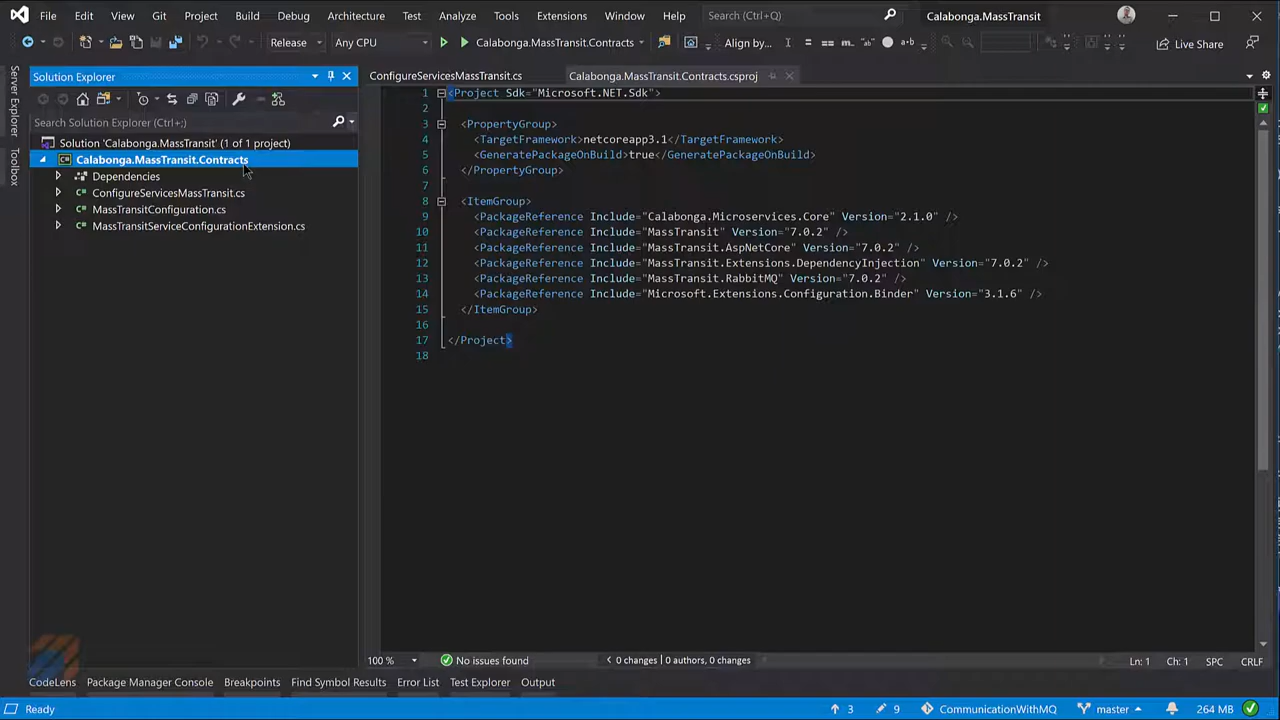 File Edit View Git Project Build Debug Architecture Test Analyze Tools Extensions Window Help Search (Ctrl+Q) Calabonga.MassTransit
Release Any CPU Calabonga.MassTransit.Contracts Align by... Live Share
Server Explorer
Toolbox
Solution Explorer
Search Solution Explorer (Ctrl+;)
Solution 'Calabonga.MassTransit' (1 of 1 project)
Calabonga.MassTransit.Contracts
Dependencies
ConfigureServicesMassTransit.cs
MassTransitConfiguration.cs
MassTransitServiceConfigurationExtension.cs
ConfigureServicesMassTransit.cs Calabonga.MassTransit.Contracts.csproj
1 <Project Sdk="Microsoft.NET.Sdk">
2
3 <PropertyGroup>
4 <TargetFramework>netcoreapp3.1</TargetFramework>
5 <GeneratePackageOnBuild>true</GeneratePackageOnBuild>
6 </PropertyGroup>
7
8 <ItemGroup>
9 <PackageReference Include="Calabonga.Microservices.Core" Version="2.1.0" />
10 <PackageReference Include="MassTransit" Version="7.0.2" />
11 <PackageReference Include="MassTransit.AspNetCore" Version="7.0.2" />
12 <PackageReference Include="MassTransit.Extensions.DependencyInjection" Version="7.0.2" />
13 <PackageReference Include="MassTransit.RabbitMQ" Version="7.0.2" />
14 <PackageReference Include="Microsoft.Extensions.Configuration.Binder" Version="3.1.6" />
15 </ItemGroup>
16
17 </Project>
18
100 % No issues found 0 changes | 0 authors, 0 changes Ln: 1 Ch: 1 SPC CRLF
CodeLens Package Manager Console Breakpoints Find Symbol Results Error List Test Explorer Output
Ready 3 9 CommunicationWithMQ master 264 MB